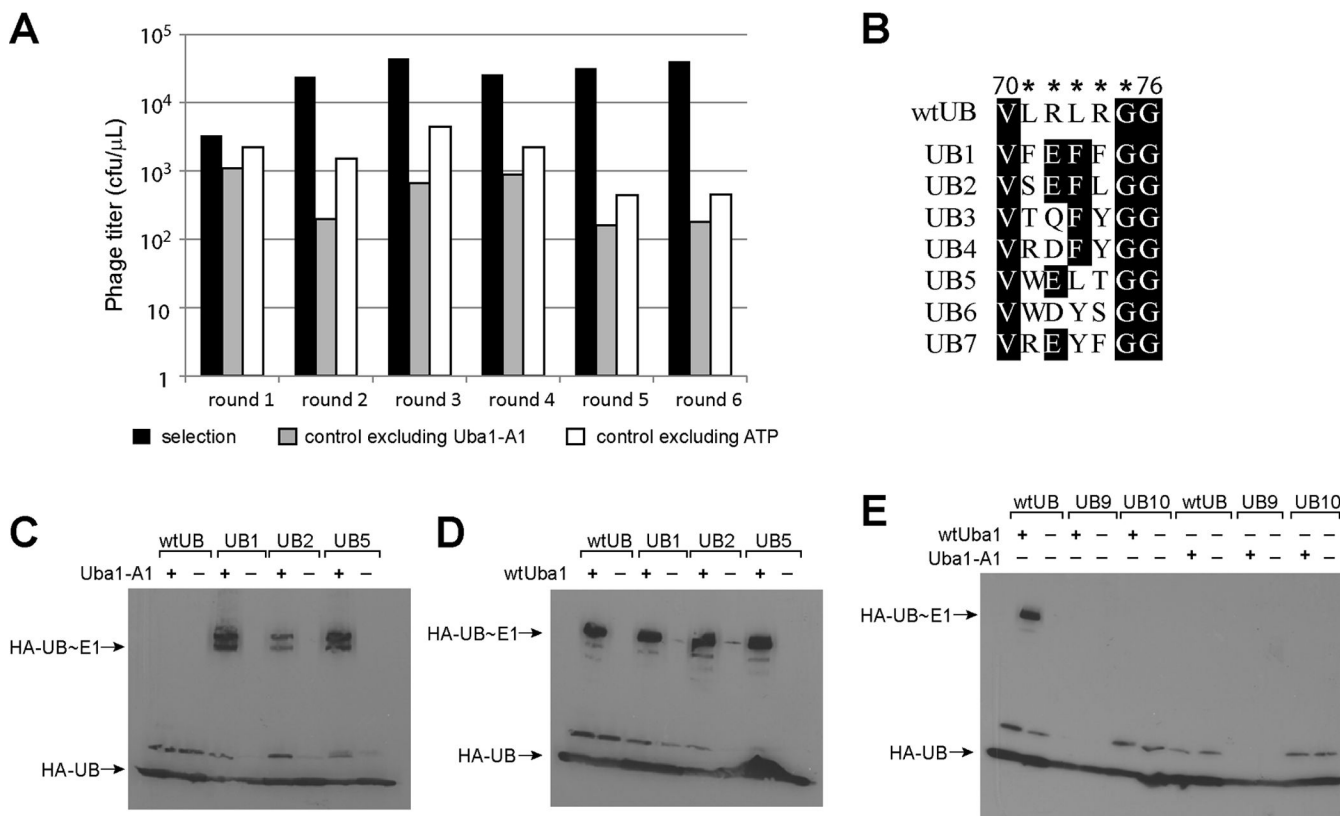 A
Phage titer (cfu/μL)
10⁵
10⁴
10³
10²
10
1
round 1 round 2 round 3 round 4 round 5 round 6
selection control excluding Uba1-A1 control excluding ATP
B
70 * * * * * 76
wtUB V L R L R G G
UB1 V F E F F G G
UB2 V S E F L G G
UB3 V T Q F Y G G
UB4 V R D F Y G G
UB5 V W E L T G G
UB6 V W D Y S G G
UB7 V R E Y F G G
C
wtUB UB1 UB2 UB5
Uba1-A1 + − + − + − + −
HA-UB~E1
HA-UB
D
wtUB UB1 UB2 UB5
wtUba1 + − + − + − + −
HA-UB~E1
HA-UB
E
wtUB UB9 UB10 wtUB UB9 UB10
wtUba1 + − + − + −
Uba1-A1 + − + − + −
HA-UB~E1
HA-UB